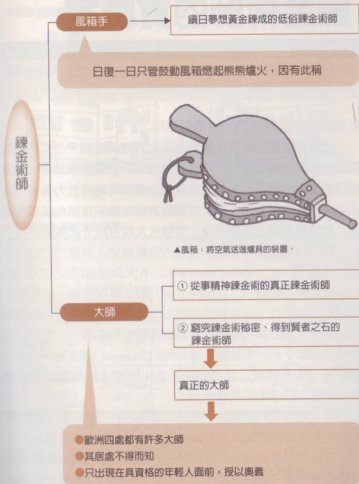 風箱手
鎮日夢想黃金鍊成的低俗鍊金術師
日復一日只管鼓動風箱燃起熊熊爐火，因有此稱
鍊金術師
▲風箱：將空氣送進爐具的裝置。
大師
① 從事精神鍊金術的真正鍊金術師
② 窮究鍊金術秘密、得到賢者之石的
鍊金術師
真正的大師
●歐洲四處都有許多大師
●其居處不得而知
●只出現在具資格的年輕人面前，授以奧義